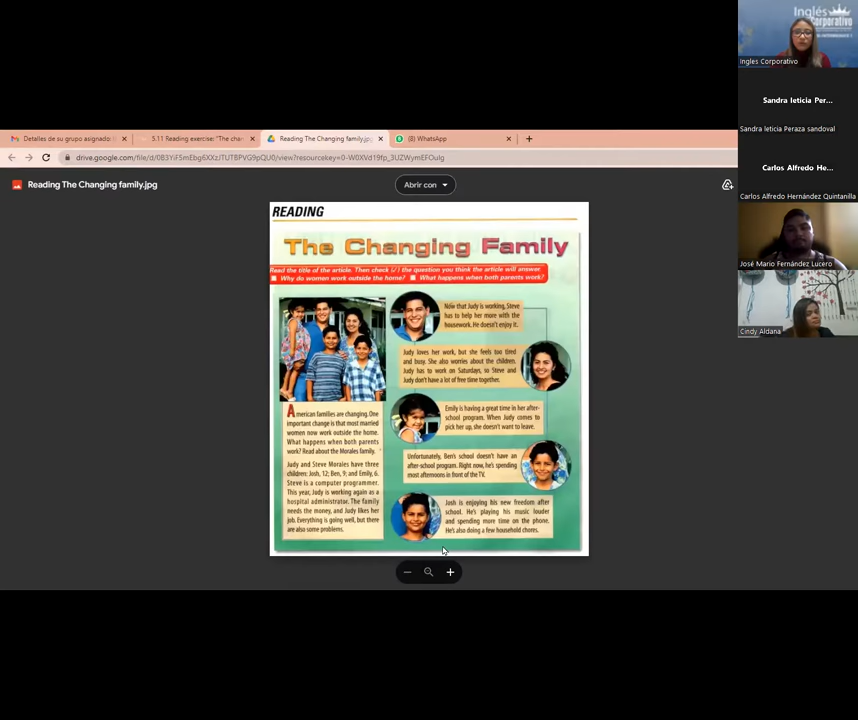 Detalles de su grupo asignado:
5.11 Reading exercise: "The char
Reading The Changing family.jpg
(8) WhatsApp
Reading The Changing family.jpg
Abrir con
READING
The Changing Family
Read the title of the article. Then check (✓) the question you think the article will answer.
Why do women work outside the home? What happens when both parents work?
American families are changing. One
important change is that most married
women now work outside the home.
What happens when both parents
work? Read about the Morales family.
Judy and Steve Morales have three
children: Josh, 12; Ben, 9; and Emily, 6.
Steve is a computer programmer.
This year, Judy is working again as a
hospital administrator. The family
needs the money, and Judy likes her
job. Everything is going well, but there
are also some problems.
Now that Judy is working, Steve
has to help her more with the
housework. He doesn't enjoy it.
Judy loves her work, but she feels too tired
and busy. She also worries about the children.
Judy has to work on Saturdays, so Steve and
Judy don't have a lot of free time together.
Emily is having a great time in her after-
school program. When Judy comes to
pick her up, she doesn't want to leave.
Unfortunately, Ben's school doesn't have an
after-school program. Right now, he's spending
most afternoons in front of the TV.
Josh is enjoying his new freedom after
school. He's playing his music louder
and spending more time on the phone.
He's also doing a few household chores.
Inglés
Corporativo
Ingles Corporativo
Sandra leticia Per...
Sandra leticia Peraza sandoval
Carlos Alfredo He...
Carlos Alfredo Hernández Quintanilla
José Mario Fernández Lucero
Cindy Aldana